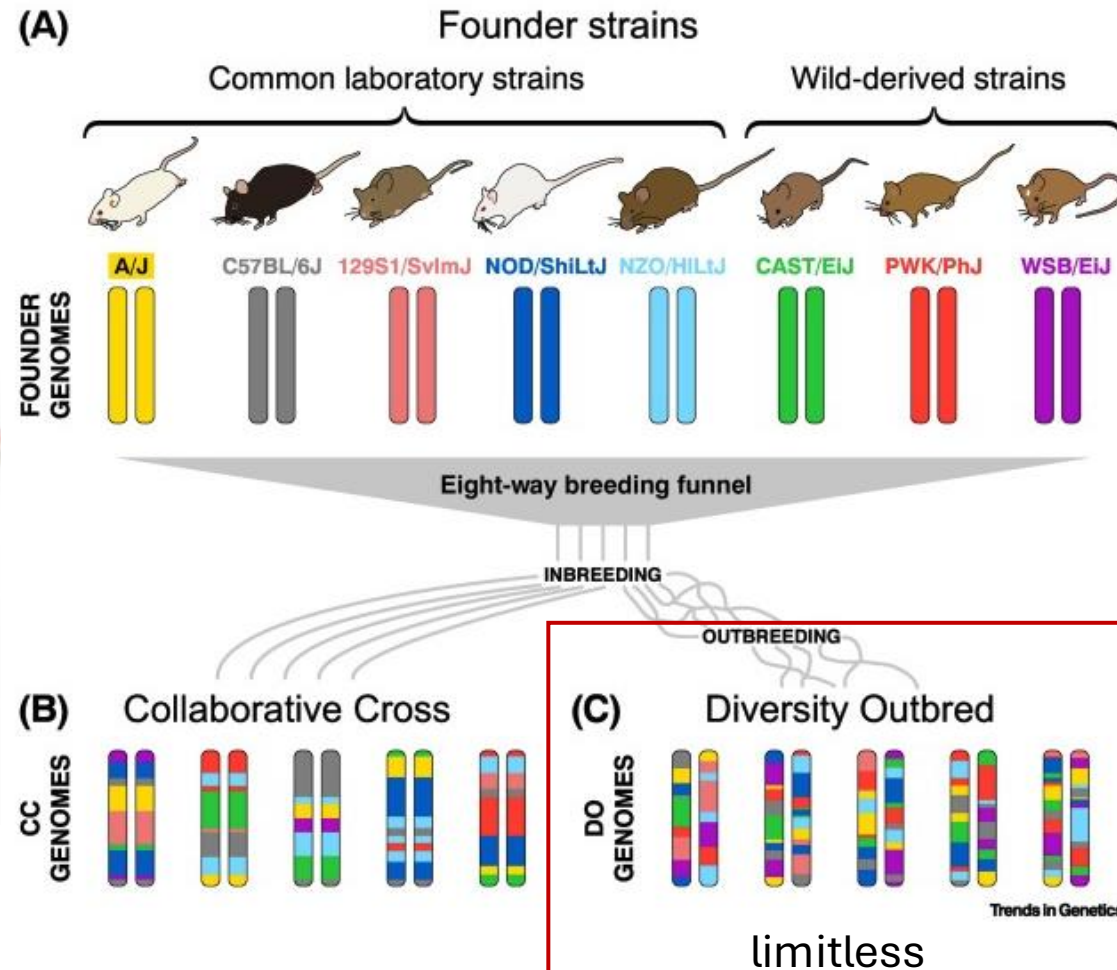 (A)
Founder strains
Common laboratory strains
Wild-derived strains
A/J
C57BL/6J
129S1/SvlmJ
NOD/ShiLtJ
NZO/HILtJ
CAST/EiJ
PWK/PhJ
WSB/EiJ
FOUNDER
GENOMES
Eight-way breeding funnel
INBREEDING
OUTBREEDING
(B)
Collaborative Cross
(C)
Diversity Outbred
CC
GENOMES
DO
GENOMES
Trends in Genetics
limitless